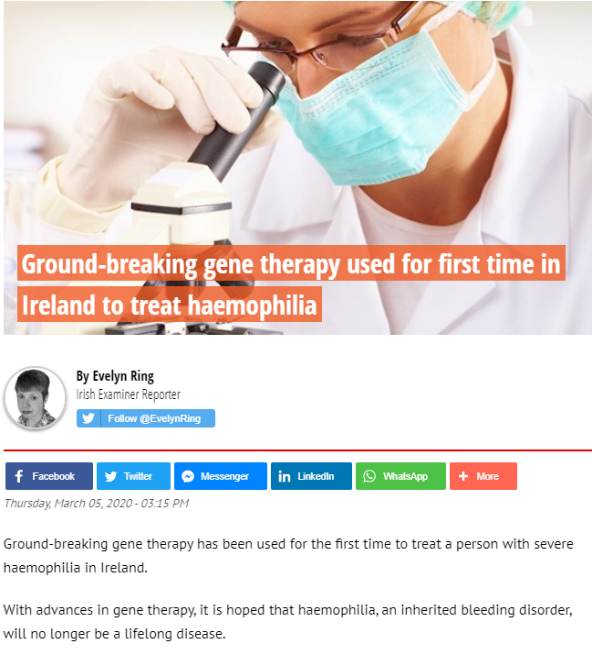 Ground-breaking gene therapy used for first time in
Ireland to treat haemophilia
By Evelyn Ring
Irish Examiner Reporter
Follow @EvelynRing
Facebook
Twitter
Messenger
LinkedIn
WhatsApp
More
Thursday, March 05, 2020 - 03:15 PM
Ground-breaking gene therapy has been used for the first time to treat a person with severe
haemophilia in Ireland.
With advances in gene therapy, it is hoped that haemophilia, an inherited bleeding disorder,
will no longer be a lifelong disease.